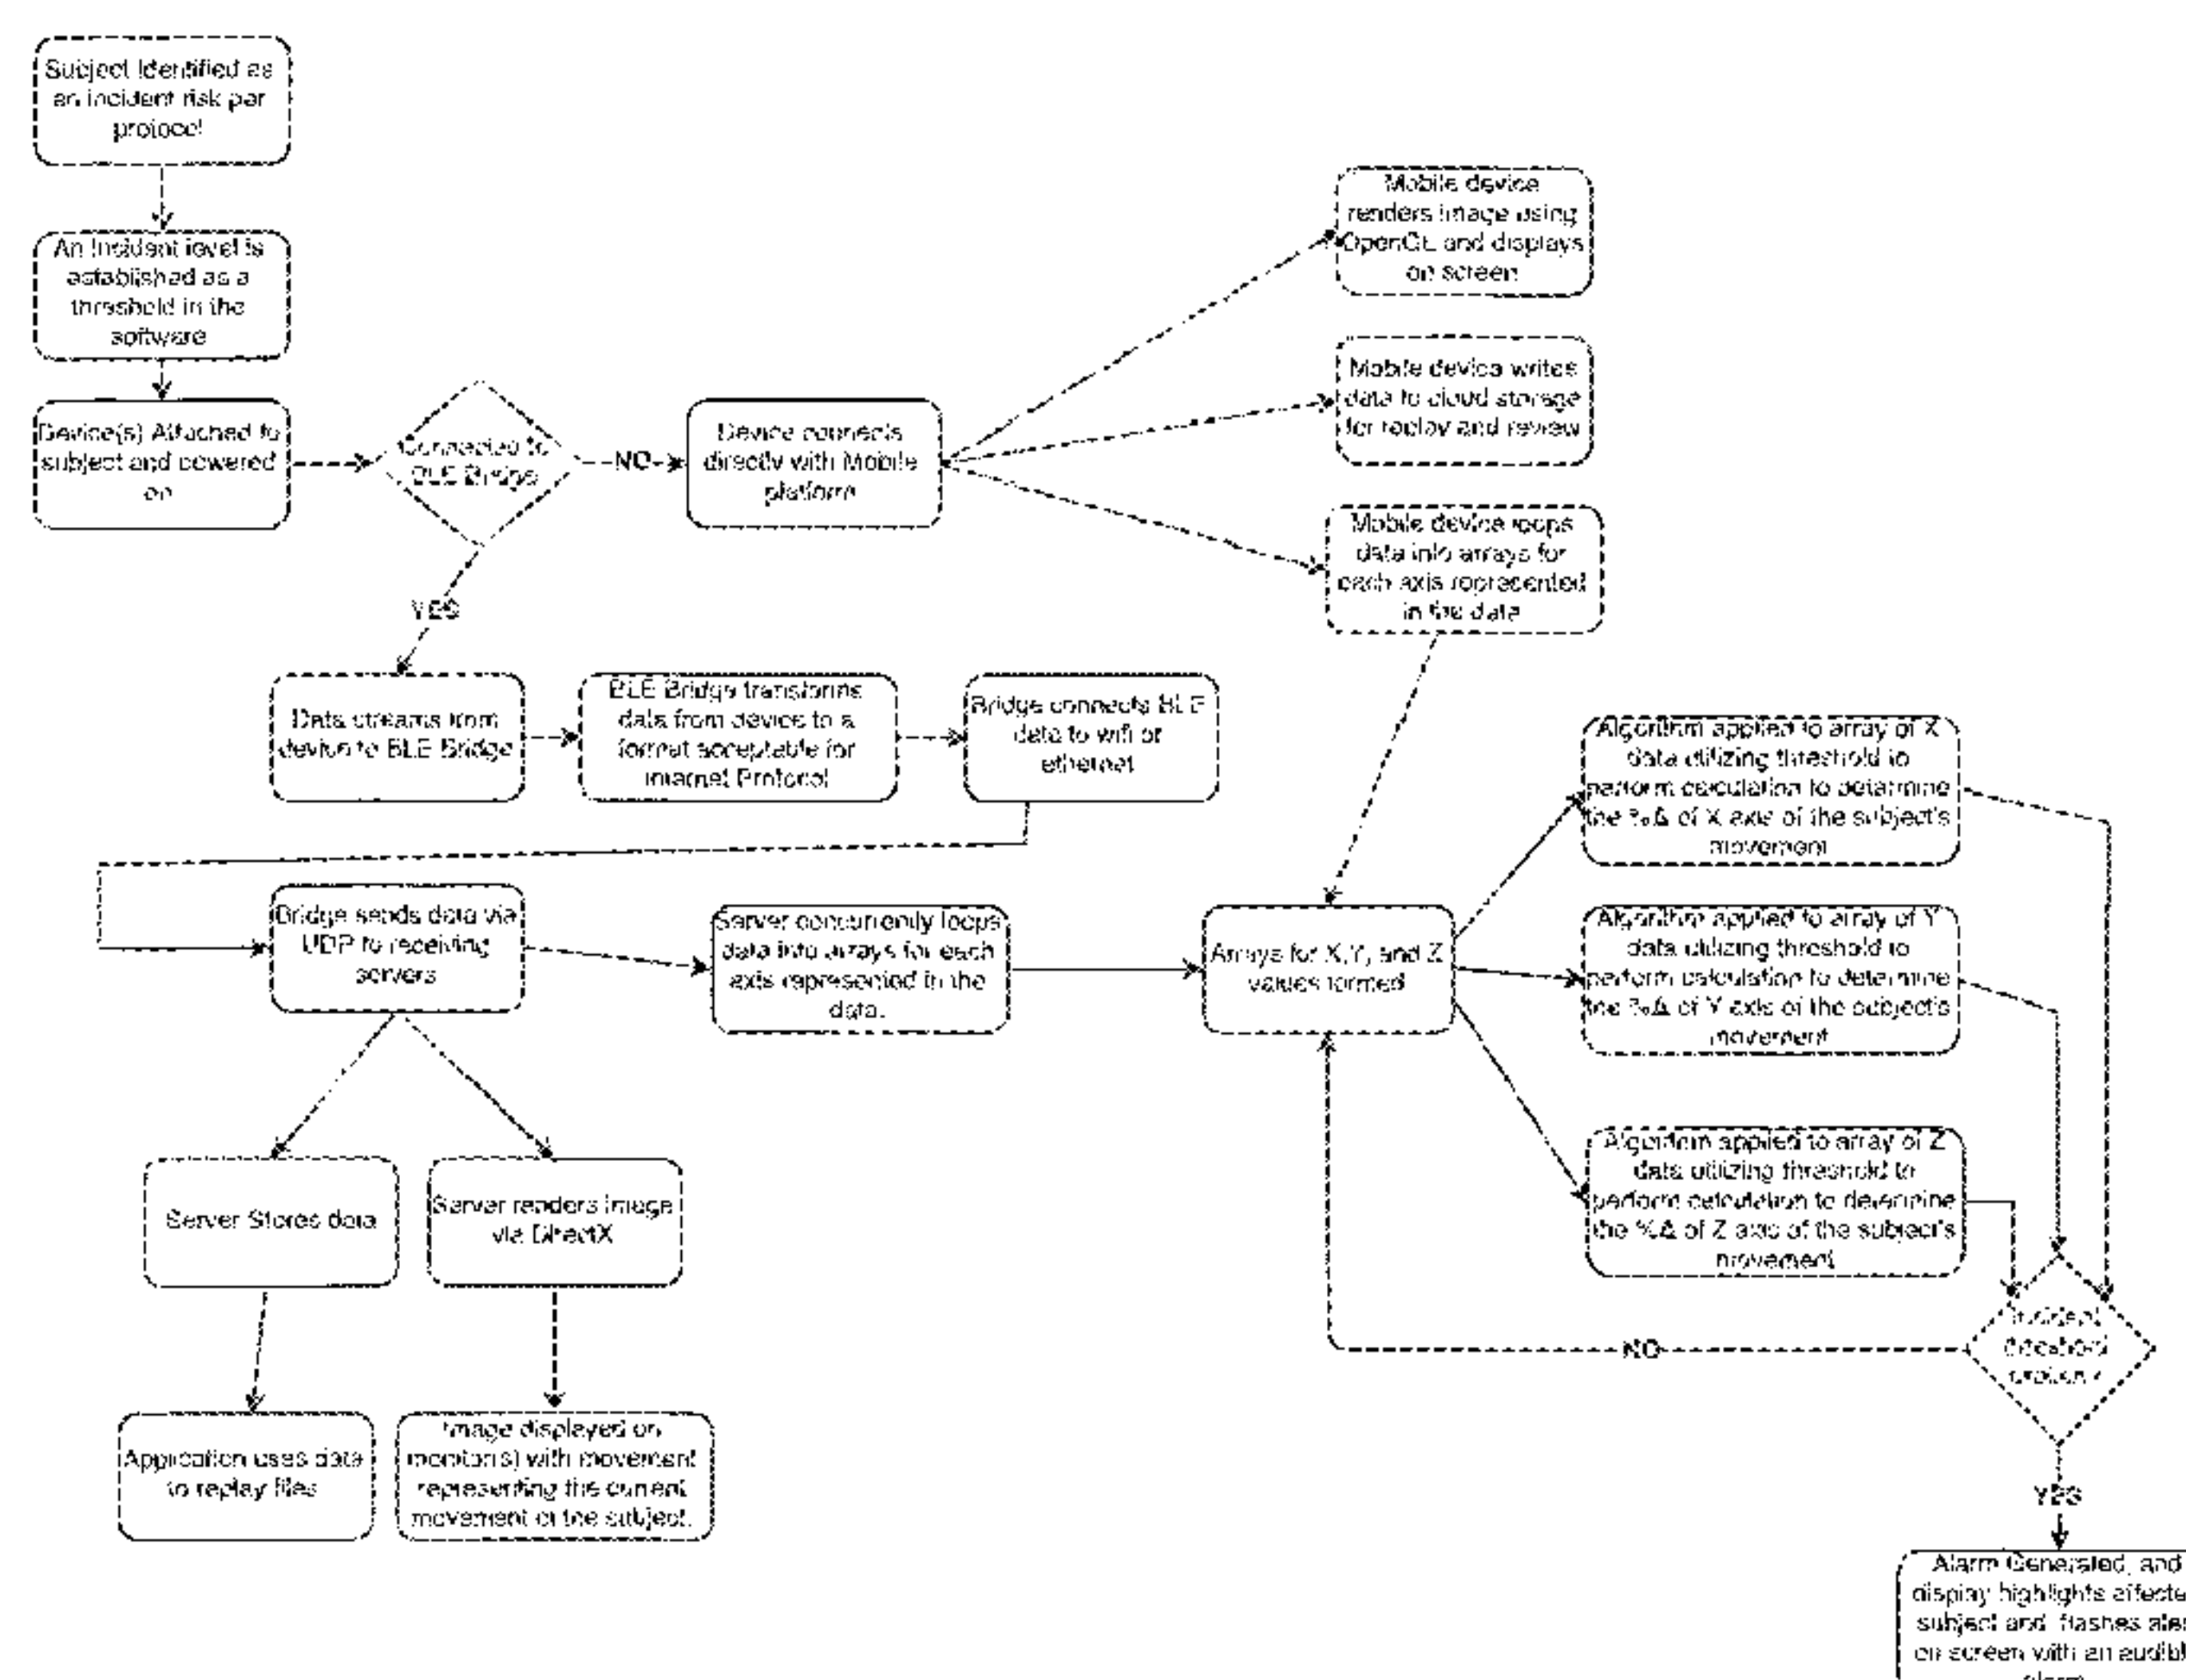 Subject Identified as
an incident risk per
protocol
An Incident level is
established as a
threshold in the
software
Device(s) Attached to
subject and powered
on
Connected to
BLE Bridge
NO
YES
Device connects
directly with Mobile
platform
Mobile device
renders image using
OpenGL and displays
on screen
Mobile device writes
data to cloud storage
for replay and review
Mobile device loops
data into arrays for
each axis represented
in the data
Data streams from
device to BLE Bridge
BLE Bridge transforms
data from device to a
format acceptable for
Internet Protocol
Bridge connects BLE
data to wifi or
ethernet
Bridge sends data via
UDP to receiving
servers
Server concurrently loops
data into arrays for each
axis represented in the
data.
Arrays for X,Y, and Z
values formed
Algorithm applied to array of X
data utilizing threshold to
perform calculation to determine
the %Δ of X axis of the subject's
movement
Algorithm applied to array of Y
data utilizing threshold to
perform calculation to determine
the %Δ of Y axis of the subject's
movement
Algorithm applied to array of Z
data utilizing threshold to
perform calculation to determine
the %Δ of Z axis of the subject's
movement
Server Stores data
Server renders image
via DirectX
Application uses data
to replay files
Image displayed on
monitor(s) with movement
representing the current
movement of the subject.
Incident
NO
YES
Alarm Generated, and
display highlights affecte
subject and flashes aler
on screen with an audibl
alarm